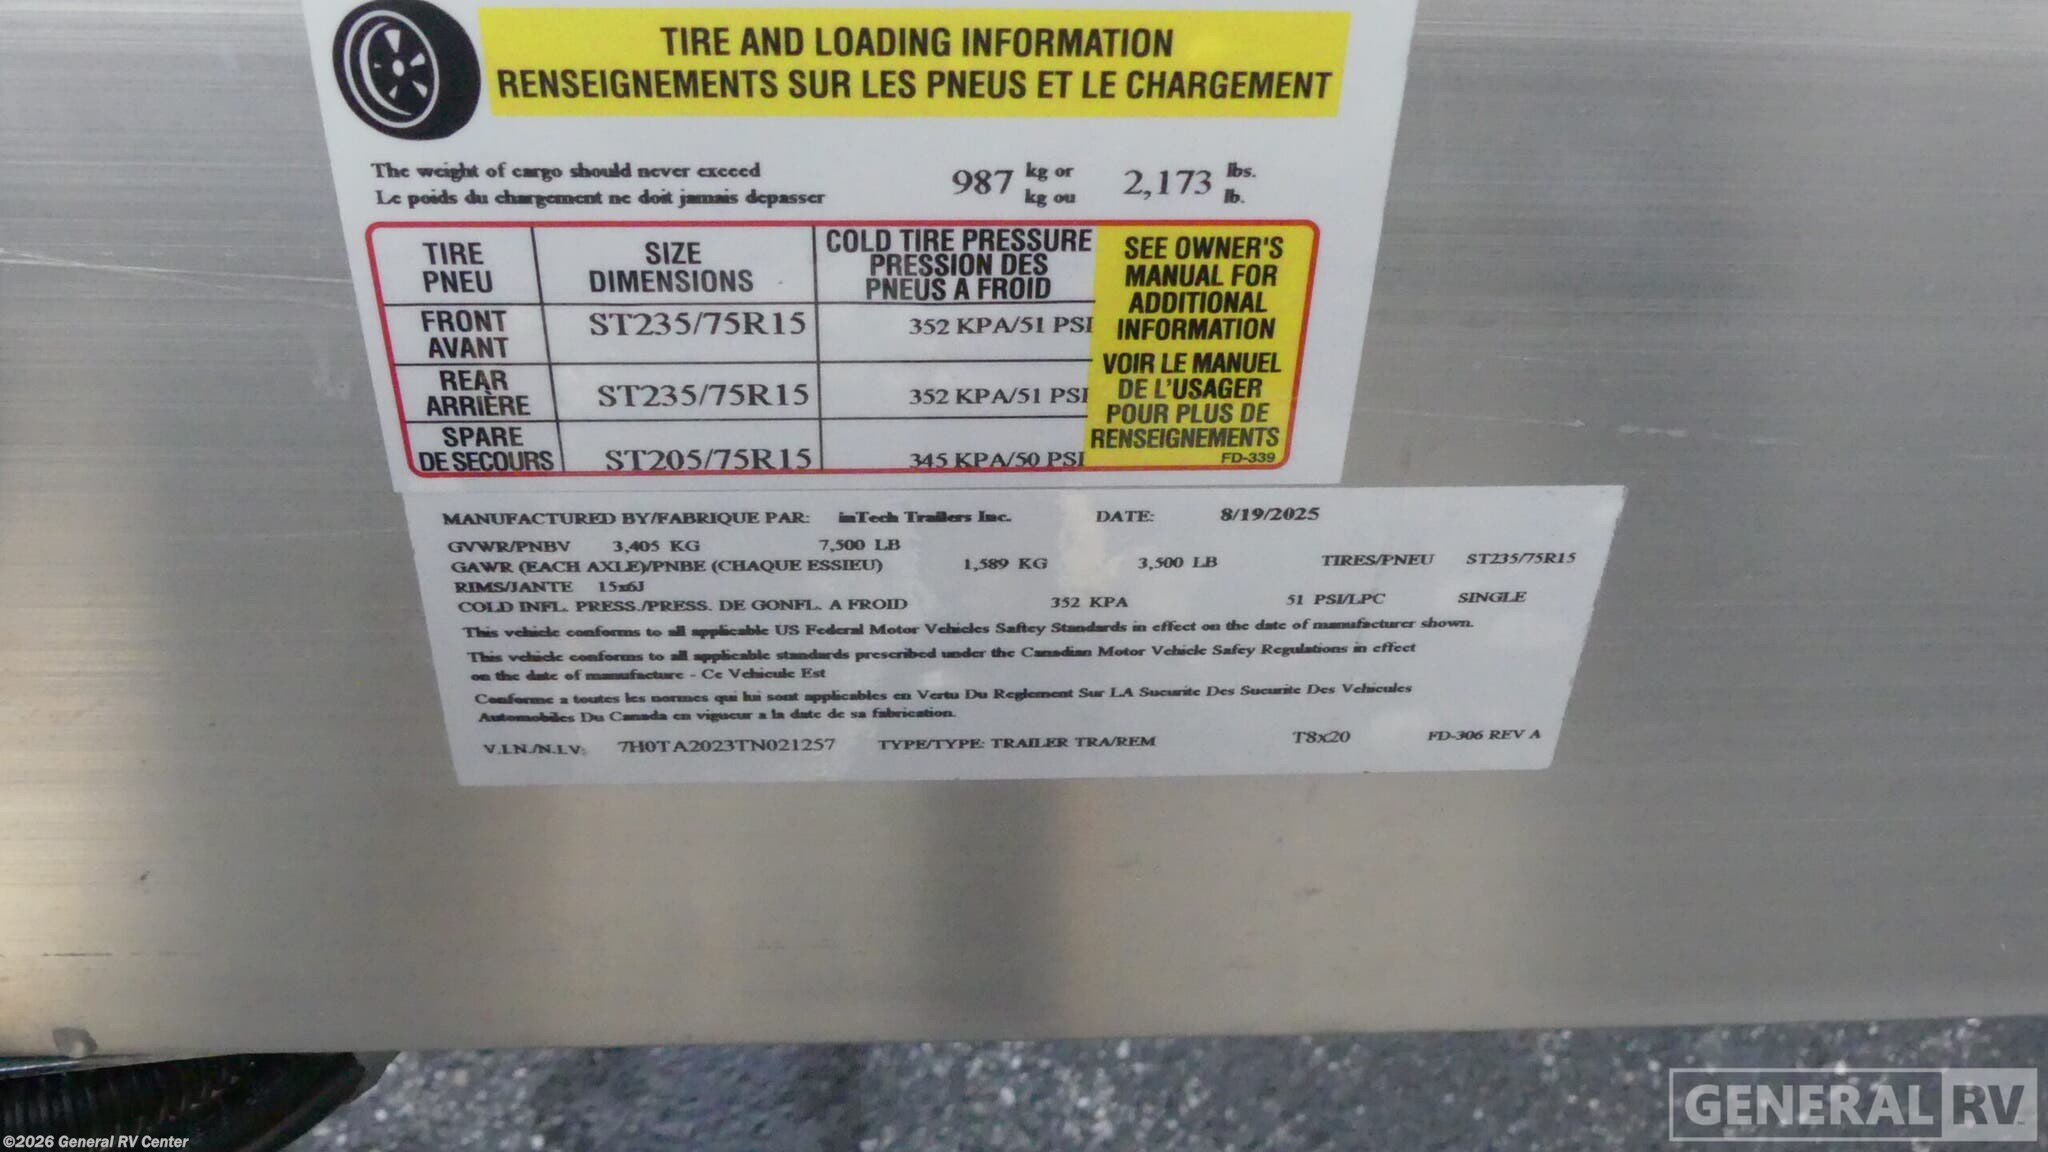 TIRE AND LOADING INFORMATION
RENSEIGNEMENTS SUR LES PNEUS ET LE CHARGEMENT
The weight of cargo should never exceed 987 kg or 2,173 lbs.
Le poids du chargement ne doit jamais depasser kg ou lb.
TIRE PNEU SIZE DIMENSIONS COLD TIRE PRESSURE PRESSION DES PNEUS A FROID
FRONT AVANT ST235/75R15 352 KPA/51 PSI
REAR ARRIÈRE ST235/75R15 352 KPA/51 PSI
SPARE DE SECOURS ST205/75R15 345 KPA/50 PSI
SEE OWNER'S
MANUAL FOR
ADDITIONAL
INFORMATION
VOIR LE MANUEL
DE L'USAGER
POUR PLUS DE
RENSEIGNEMENTS
FD-339
MANUFACTURED BY/FABRIQUE PAR: inTech Trailers Inc. DATE: 8/19/2025
GVWR/PNBV 3,405 KG 7,500 LB
GAWR (EACH AXLE)/PNBE (CHAQUE ESSIEU) 1,589 KG 3,500 LB TIRES/PNEU ST235/75R15
RIMS/JANTE 15x6J
COLD INFL. PRESS./PRESS. DE GONFL. A FROID 352 KPA 51 PSI/LPC SINGLE
This vehicle conforms to all applicable US Federal Motor Vehicles Saftey Standards in effect on the date of manufacturer shown.
This vehicle conforms to all applicable standards prescribed under the Canadian Motor Vehicle Safey Regulations in effect
on the date of manufacture - Ce Vehicule Est
Conforme a toutes les normes qui lui sont applicables en Vertu Du Reglement Sur LA Sucurite Des Sucurite Des Vehicules
Automobiles Du Canada en vigueur a la date de sa fabrication.
V.I.N./N.I.V: 7H0TA2023TN021257 TYPE/TYPE: TRAILER TRA/REM T8x20 FD-306 REV A
GENERAL RV
©2026 General RV Center